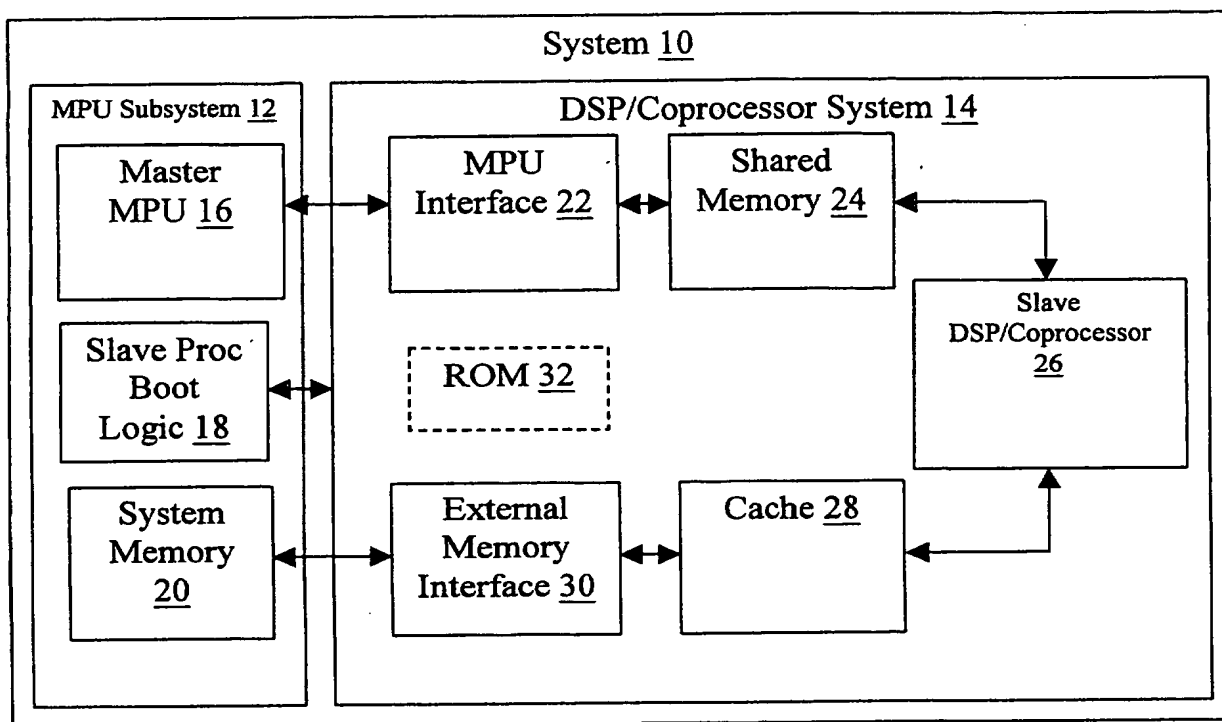 System 10
MPU Subsystem 12
DSP/Coprocessor System 14
Master
MPU 16
MPU
Interface 22
Shared
Memory 24
Slave
DSP/Coprocessor
26
Slave Proc
Boot
Logic 18
ROM 32
System
Memory
20
External
Memory
Interface 30
Cache 28